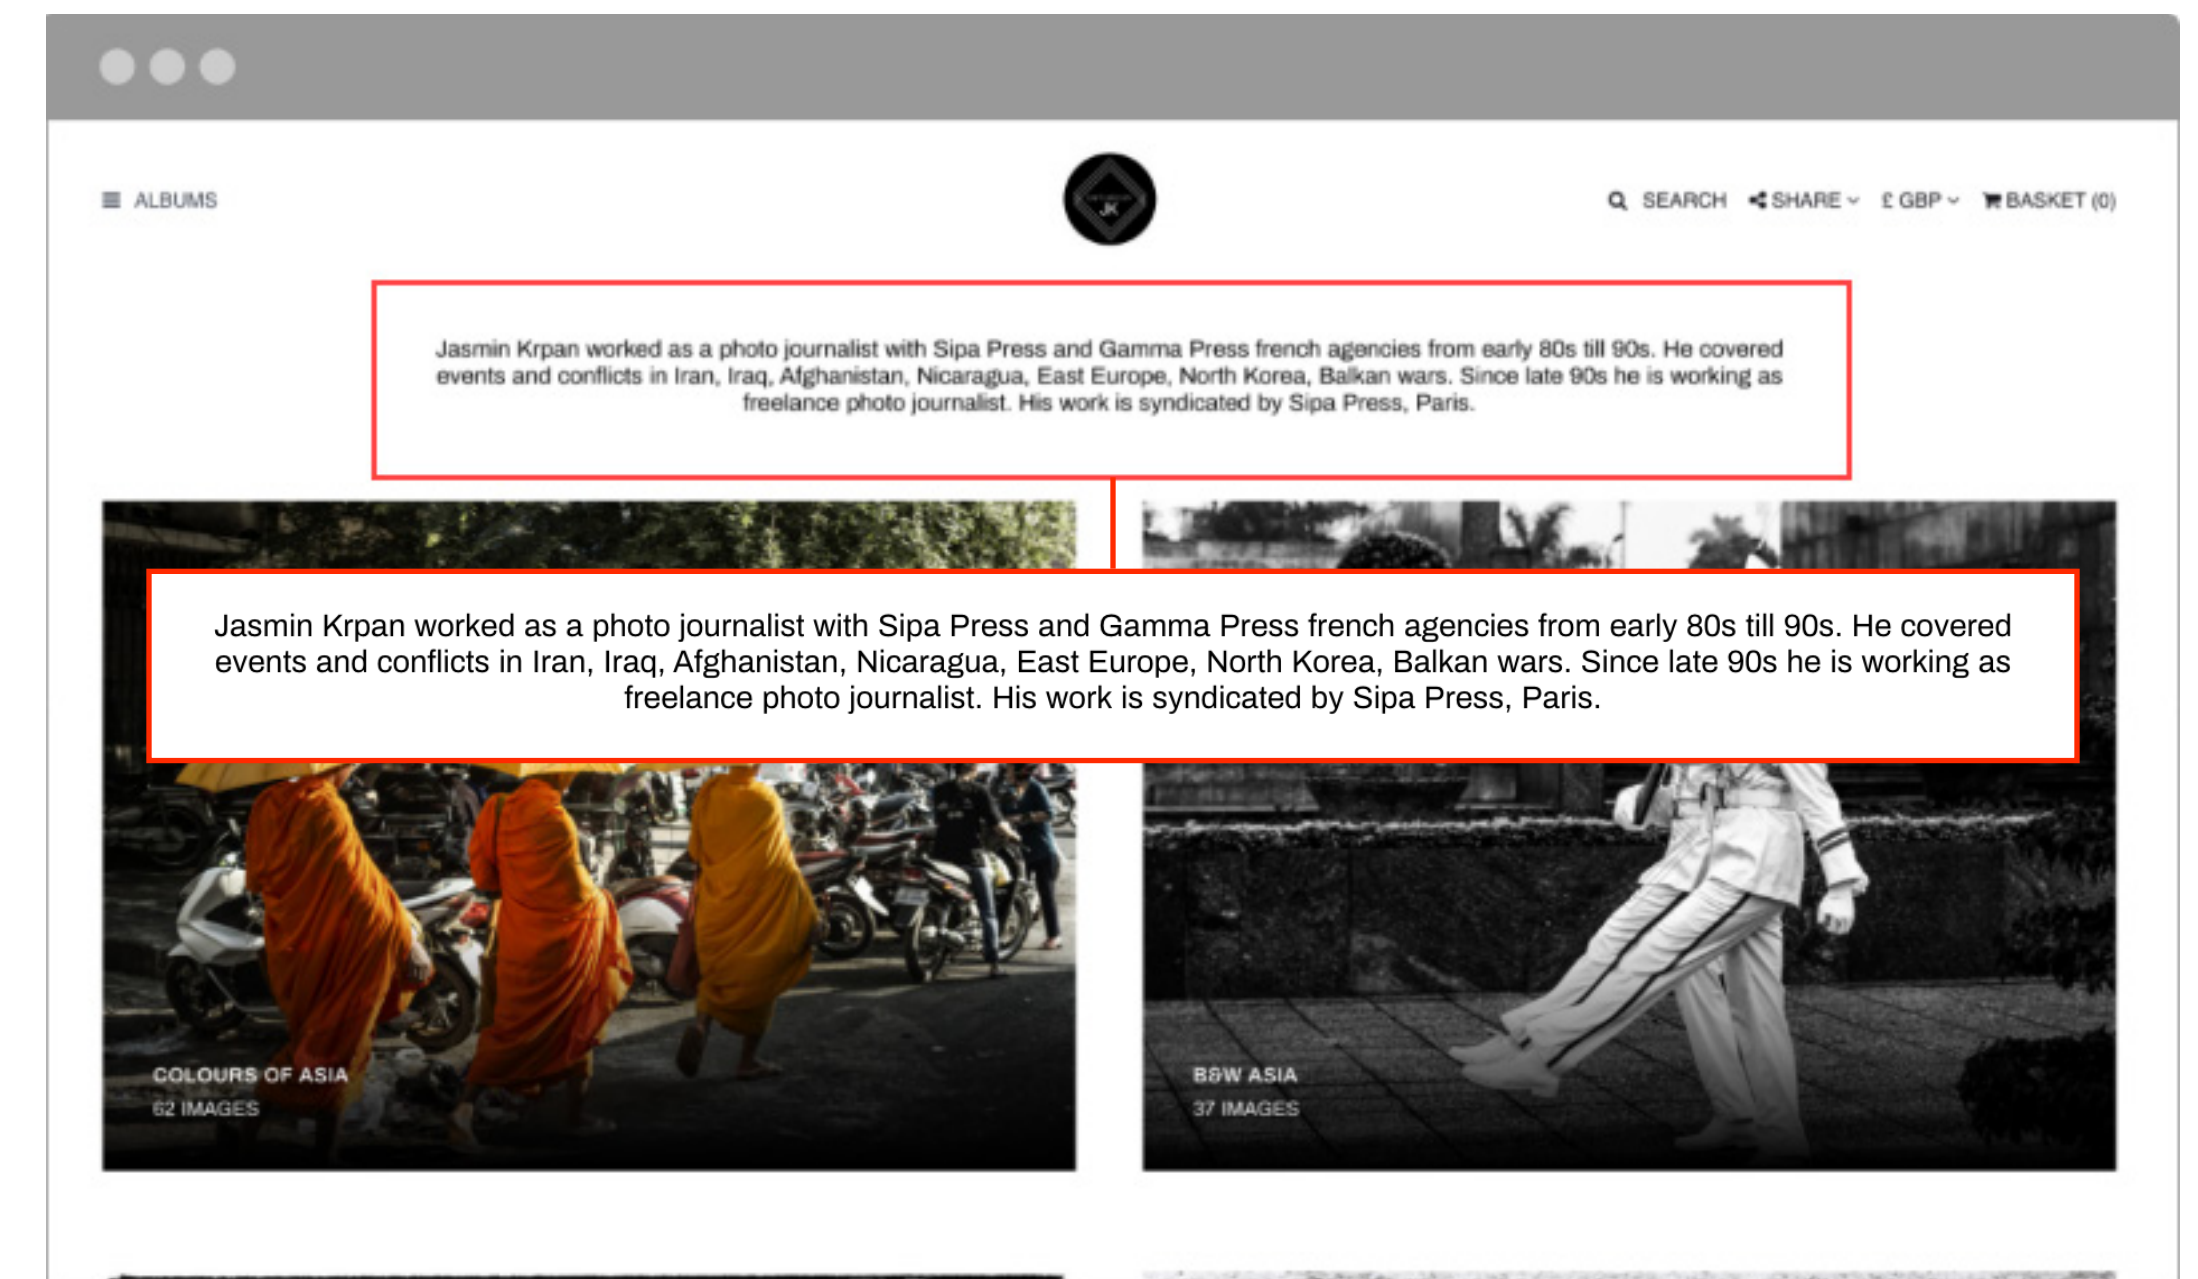 ALBUMS
JK
SEARCH SHARE £ GBP BASKET (0)
Jasmin Krpan worked as a photo journalist with Sipa Press and Gamma Press french agencies from early 80s till 90s. He covered
events and conflicts in Iran, Iraq, Afghanistan, Nicaragua, East Europe, North Korea, Balkan wars. Since late 90s he is working as
freelance photo journalist. His work is syndicated by Sipa Press, Paris.
Jasmin Krpan worked as a photo journalist with Sipa Press and Gamma Press french agencies from early 80s till 90s. He covered
events and conflicts in Iran, Iraq, Afghanistan, Nicaragua, East Europe, North Korea, Balkan wars. Since late 90s he is working as
freelance photo journalist. His work is syndicated by Sipa Press, Paris.
COLOURS OF ASIA
62 IMAGES
B&W ASIA
37 IMAGES